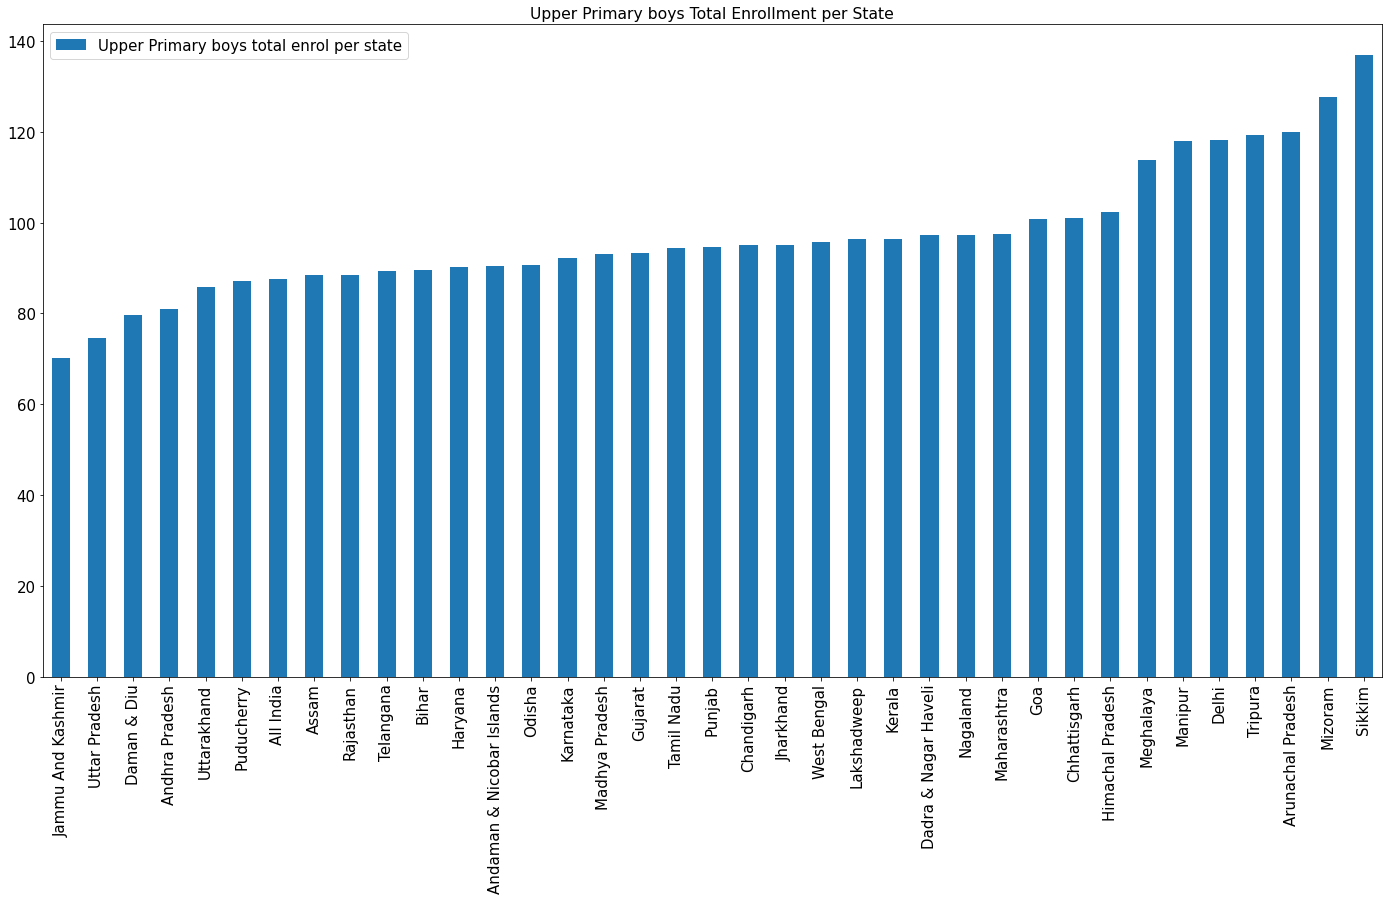 Upper Primary boys Total Enrollment per State
Upper Primary boys total enrol per state
140
120
100
80
60
40
20
0
Jammu And Kashmir
Uttar Pradesh
Daman & Diu
Andhra Pradesh
Uttarakhand
Puducherry
All India
Assam
Rajasthan
Telangana
Bihar
Haryana
Andaman & Nicobar Islands
Odisha
Karnataka
Madhya Pradesh
Gujarat
Tamil Nadu
Punjab
Chandigarh
Jharkhand
West Bengal
Lakshadweep
Kerala
Dadra & Nagar Haveli
Nagaland
Maharashtra
Goa
Chhattisgarh
Himachal Pradesh
Meghalaya
Manipur
Delhi
Tripura
Arunachal Pradesh
Mizoram
Sikkim